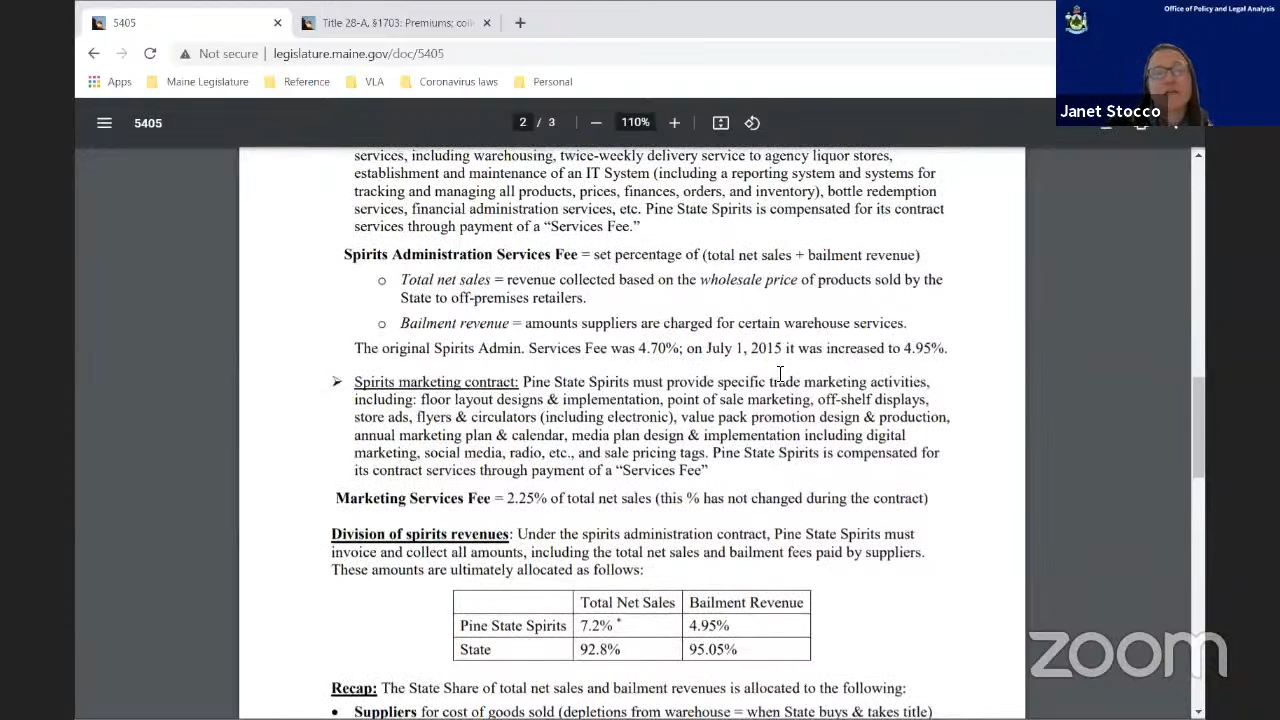 5405
Title 28-A, §1703: Premiums; coi
Office of Policy and Legal Analysis
Not secure
legislature.maine.gov/doc/5405
Apps
Maine Legislature
Reference
VLA
Coronavirus laws
Personal
Janet Stocco
5405
2 / 3
110%
services, including warehousing, twice-weekly delivery service to agency liquor stores,
establishment and maintenance of an IT System (including a reporting system and systems for
tracking and managing all products, prices, finances, orders, and inventory), bottle redemption
services, financial administration services, etc. Pine State Spirits is compensated for its contract
services through payment of a “Services Fee.”
Spirits Administration Services Fee = set percentage of (total net sales + bailment revenue)
o Total net sales = revenue collected based on the wholesale price of products sold by the
State to off-premises retailers.
o Bailment revenue = amounts suppliers are charged for certain warehouse services.
The original Spirits Admin. Services Fee was 4.70%; on July 1, 2015 it was increased to 4.95%.
➢ Spirits marketing contract: Pine State Spirits must provide specific trade marketing activities,
including: floor layout designs & implementation, point of sale marketing, off-shelf displays,
store ads, flyers & circulators (including electronic), value pack promotion design & production,
annual marketing plan & calendar, media plan design & implementation including digital
marketing, social media, radio, etc., and sale pricing tags. Pine State Spirits is compensated for
its contract services through payment of a “Services Fee”
Marketing Services Fee = 2.25% of total net sales (this % has not changed during the contract)
Division of spirits revenues: Under the spirits administration contract, Pine State Spirits must
invoice and collect all amounts, including the total net sales and bailment fees paid by suppliers.
These amounts are ultimately allocated as follows:
Total Net Sales Bailment Revenue
Pine State Spirits 7.2% * 4.95%
State 92.8% 95.05%
zoom
Recap: The State Share of total net sales and bailment revenues is allocated to the following:
• Suppliers for cost of goods sold (depletions from warehouse = when State buys & takes title)